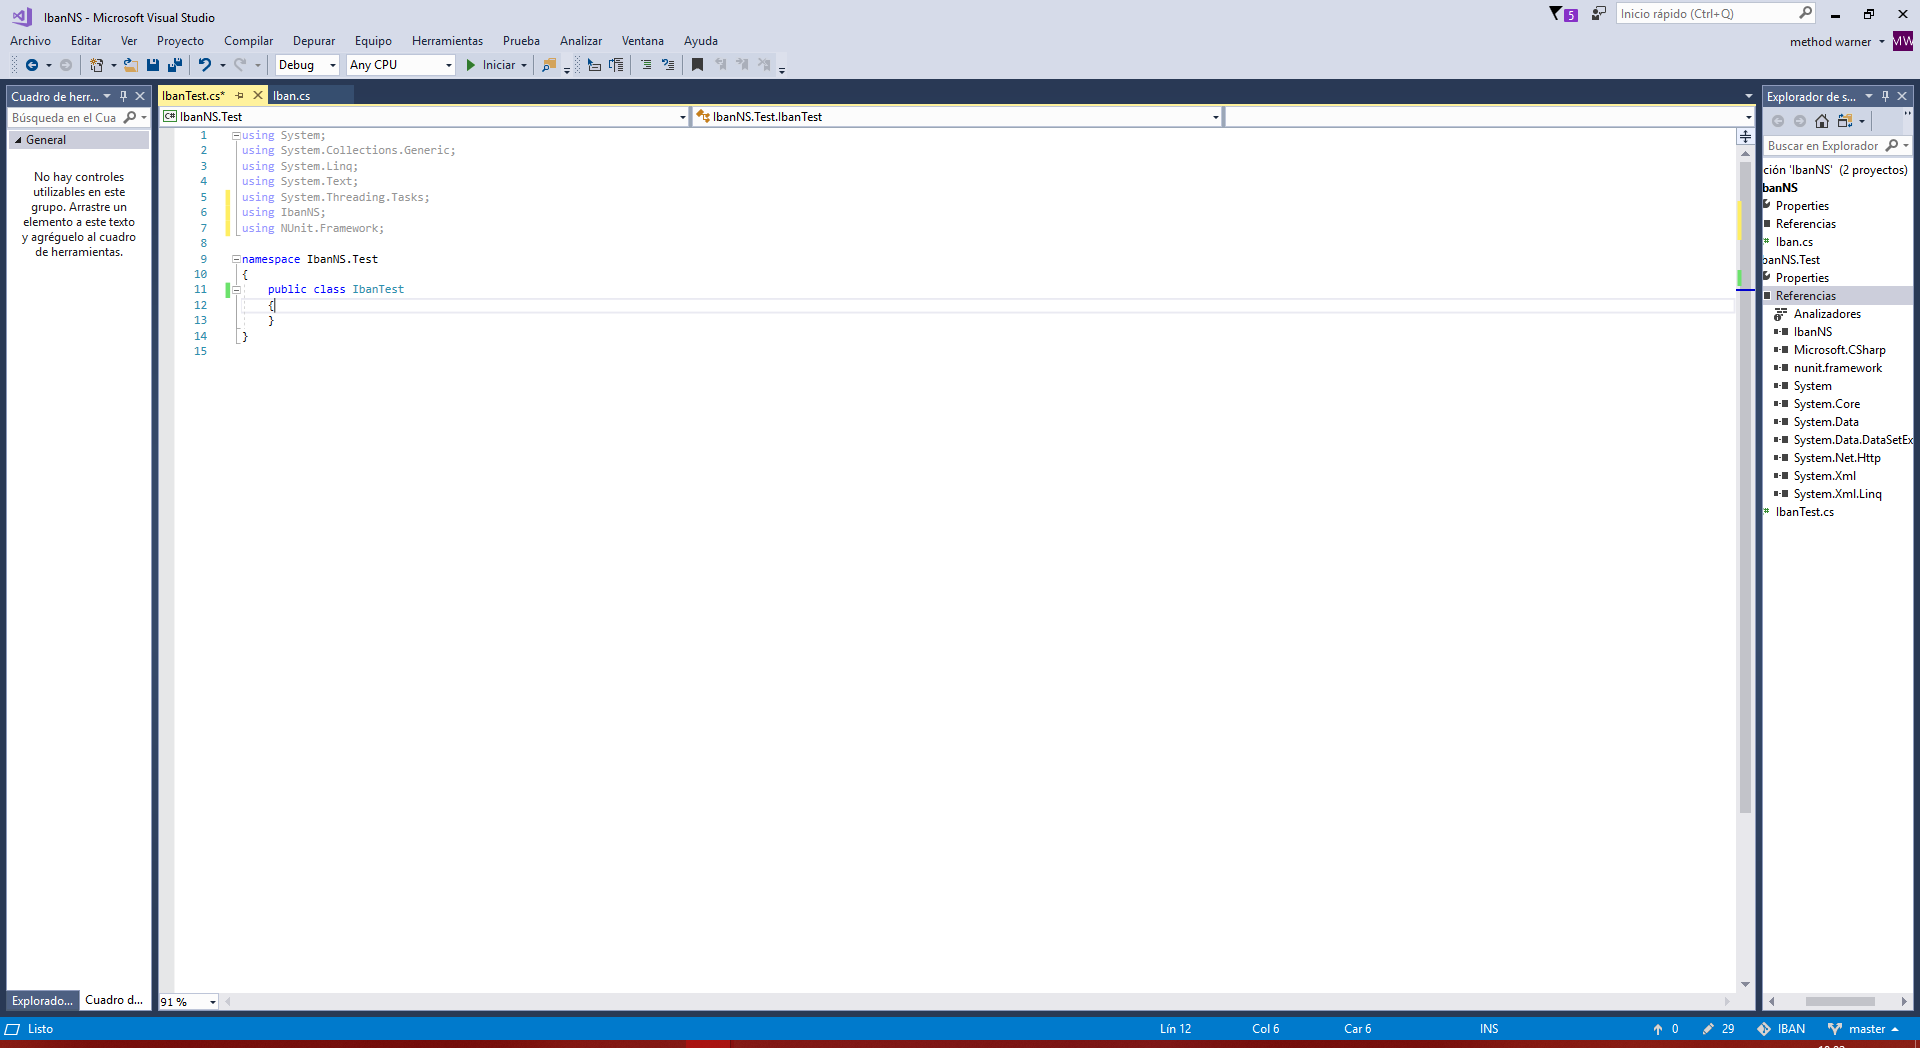 IbanNS - Microsoft Visual Studio
5
Inicio rápido (Ctrl+Q)
Archivo Editar Ver Proyecto Compilar Depurar Equipo Herramientas Prueba Analizar Ventana Ayuda
method warner MW
Debug Any CPU Iniciar
Cuadro de herr...
IbanTest.cs* Iban.cs
Explorador de s...
Búsqueda en el Cua
C# IbanNS.Test
IbanNS.Test.IbanTest
General
No hay controles
utilizables en este
grupo. Arrastre un
elemento a este texto
y agréguelo al cuadro
de herramientas.
1 using System;
2 using System.Collections.Generic;
3 using System.Linq;
4 using System.Text;
5 using System.Threading.Tasks;
6 using IbanNS;
7 using NUnit.Framework;
8
9 namespace IbanNS.Test
10 {
11 public class IbanTest
12 {
13 }
14 }
15
Buscar en Explorador
ción 'IbanNS' (2 proyectos)
banNS
Properties
Referencias
Iban.cs
banNS.Test
Properties
Referencias
Analizadores
IbanNS
Microsoft.CSharp
nunit.framework
System
System.Core
System.Data
System.Data.DataSetEx
System.Net.Http
System.Xml
System.Xml.Linq
IbanTest.cs
Explorado... Cuadro d...
91 %
Listo
Lín 12 Col 6 Car 6 INS
0 29 IBAN master